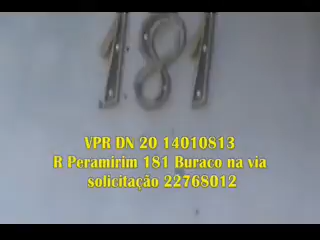 181
VPR DN 20 14010813
R Peramirim 181 Buraco na via
solicitação 22768012